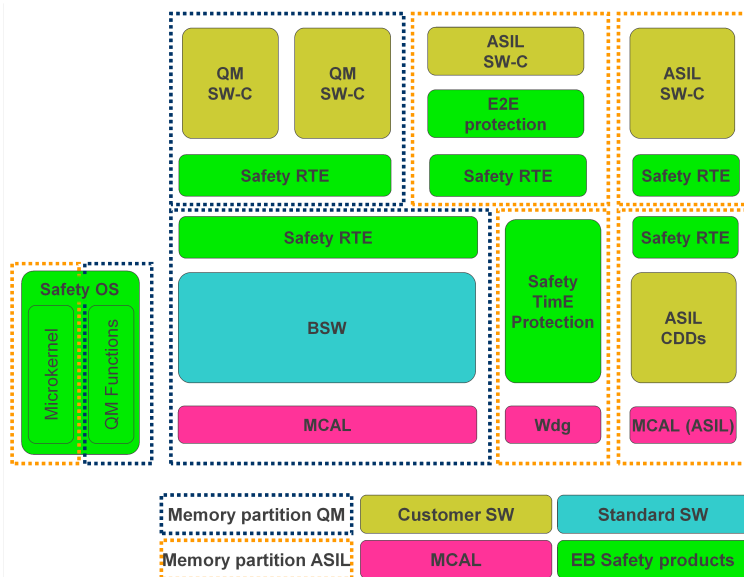 QM
SW-C
QM
SW-C
ASIL
SW-C
E2E
protection
ASIL
SW-C
Safety RTE
Safety RTE
Safety RTE
Safety RTE
Safety RTE
Safety OS
Microkernel
QM Functions
BSW
Safety
TimE
Protection
ASIL
CDDs
MCAL
Wdg
MCAL (ASIL)
Memory partition QM
Customer SW
Standard SW
Memory partition ASIL
MCAL
EB Safety products